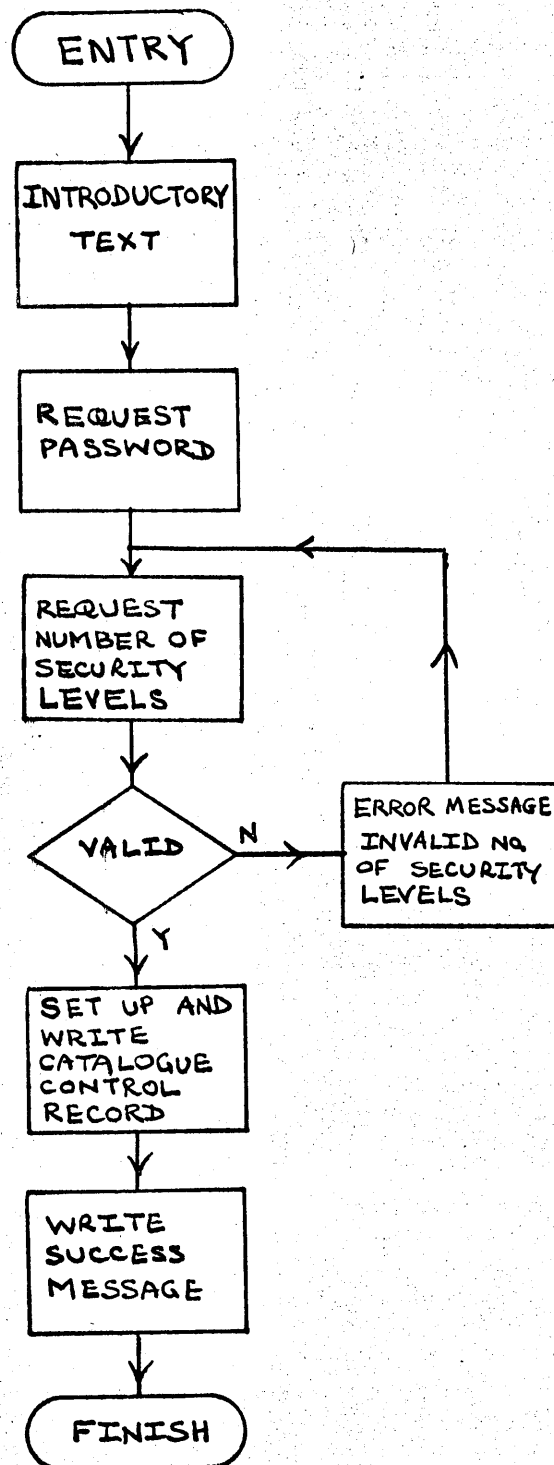 ENTRY
INTRODUCTORY
TEXT
REQUEST
PASSWORD
REQUEST
NUMBER OF
SECURITY
LEVELS
VALID
N
ERROR MESSAGE
INVALID NO.
OF SECURITY
LEVELS
Y
SET UP AND
WRITE
CATALOGUE
CONTROL
RECORD
WRITE
SUCCESS
MESSAGE
FINISH